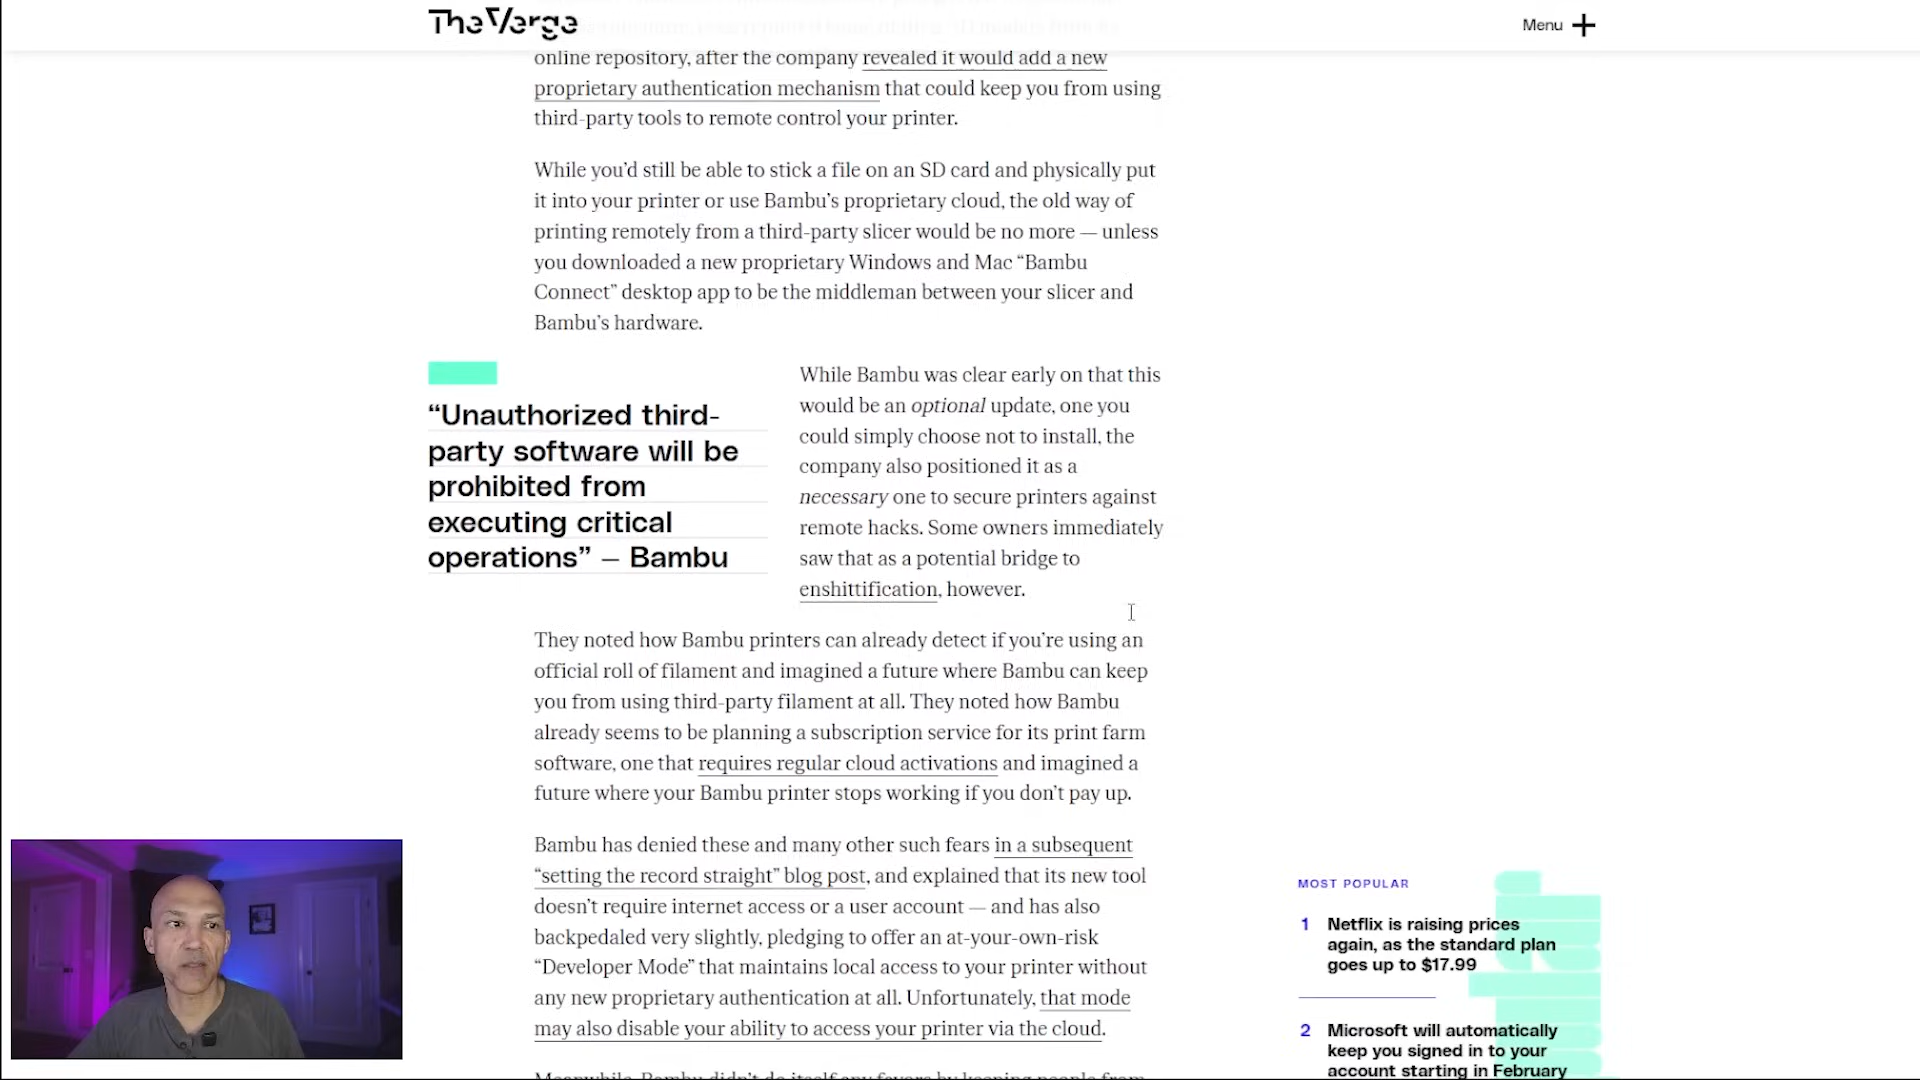 The Verge
Menu
online repository, after the company revealed it would add a new
proprietary authentication mechanism that could keep you from using
third-party tools to remote control your printer.
While you’d still be able to stick a file on an SD card and physically put
it into your printer or use Bambu’s proprietary cloud, the old way of
printing remotely from a third-party slicer would be no more — unless
you downloaded a new proprietary Windows and Mac “Bambu
Connect” desktop app to be the middleman between your slicer and
Bambu’s hardware.
“Unauthorized third-
party software will be
prohibited from
executing critical
operations” — Bambu
While Bambu was clear early on that this
would be an optional update, one you
could simply choose not to install, the
company also positioned it as a
necessary one to secure printers against
remote hacks. Some owners immediately
saw that as a potential bridge to
enshittification, however.
They noted how Bambu printers can already detect if you’re using an
official roll of filament and imagined a future where Bambu can keep
you from using third-party filament at all. They noted how Bambu
already seems to be planning a subscription service for its print farm
software, one that requires regular cloud activations and imagined a
future where your Bambu printer stops working if you don’t pay up.
Bambu has denied these and many other such fears in a subsequent
“setting the record straight” blog post, and explained that its new tool
doesn’t require internet access or a user account — and has also
backpedaled very slightly, pledging to offer an at-your-own-risk
“Developer Mode” that maintains local access to your printer without
any new proprietary authentication at all. Unfortunately, that mode
may also disable your ability to access your printer via the cloud.
Meanwhile, Bambu didn’t do itself any favors by keeping people from
MOST POPULAR
1 Netflix is raising prices
again, as the standard plan
goes up to $17.99
2 Microsoft will automatically
keep you signed in to your
account starting in February